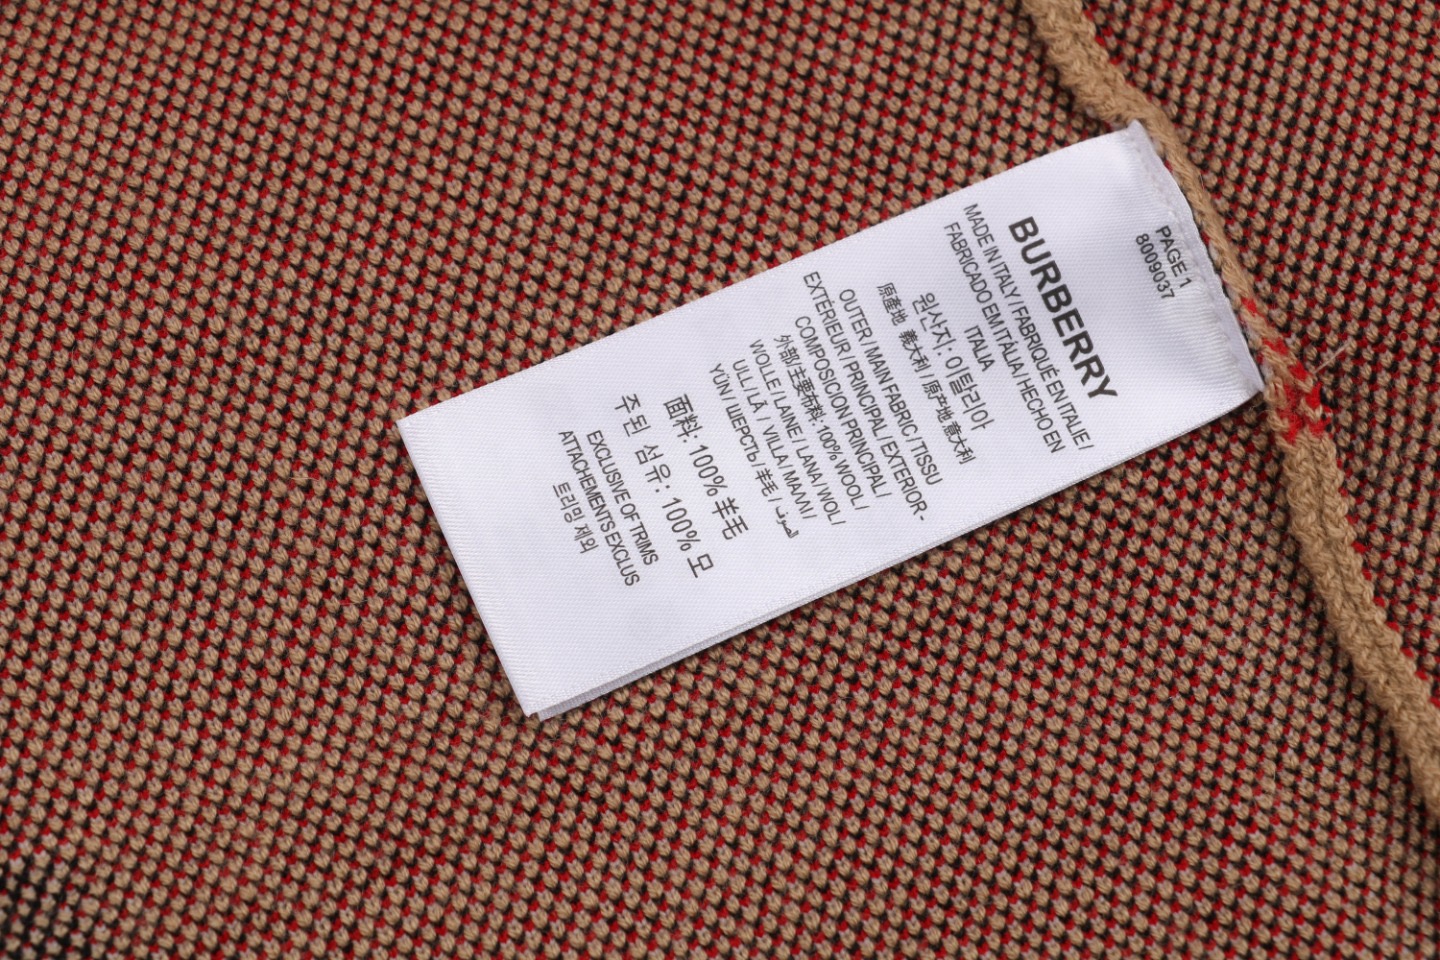 PAGE 1
8009037
BURBERRY
MADE IN ITALY / FABRIQUÉ EN ITALIE /
FABRICADO EM ITÁLIA / HECHO EN
ITALIA
원산지: 이탈리아
原產地 義大利 / 原产地 意大利
OUTER / MAIN FABRIC / TISSU
EXTÉRIEUR / PRINCIPAL / EXTERIOR -
COMPOSICIÓN PRINCIPAL /
外部/主要布料: 100% WOOL /
WOLLE / LAINE / LANA / WOL /
ULL / LÃ / VILLA / ΜΑΛΛΙ /
YÜN / ШЕРСТЬ / 羊毛 / الصوف
面料: 100% 羊毛
주된 섬유: 100% 모
EXCLUSIVE OF TRIMS
ATTACHEMENTS EXCLUS
트리밍 제외